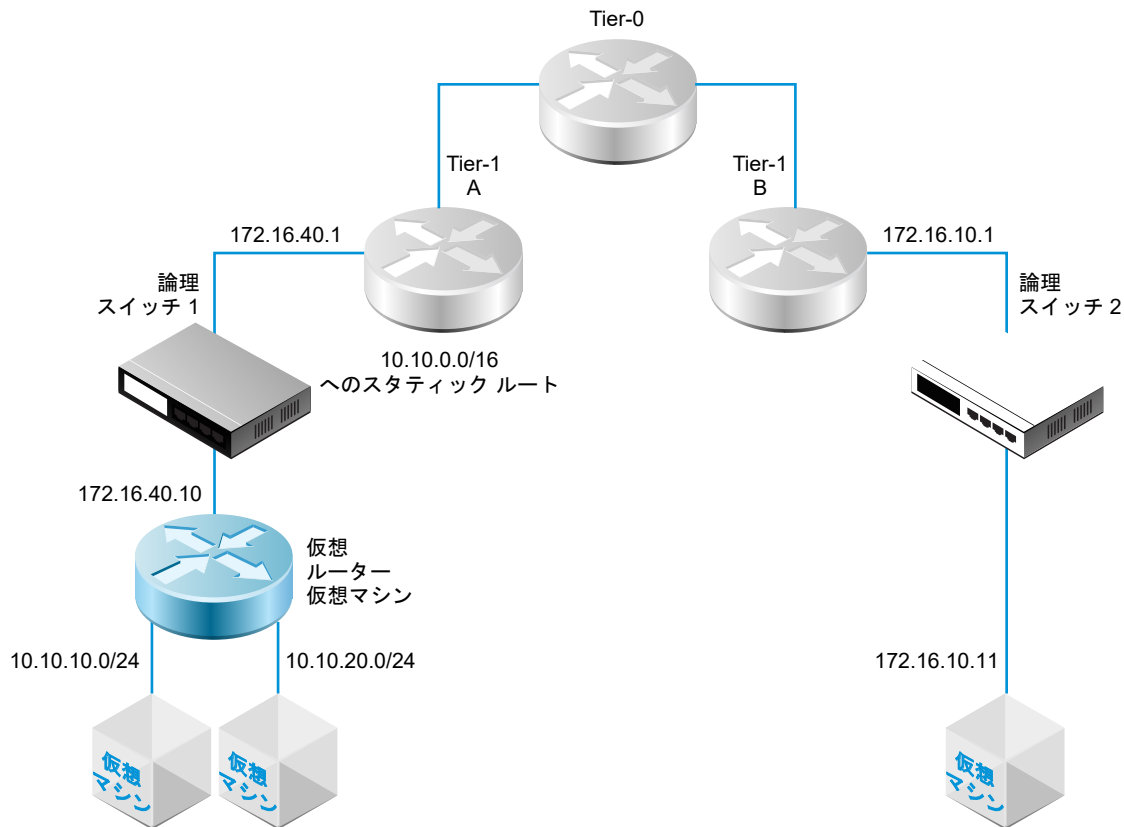 Tier-0
Tier-1
A
Tier-1
B
172.16.40.1
172.16.10.1
論理
スイッチ 1
論理
スイッチ 2
10.10.0.0/16
へのスタティック ルート
172.16.40.10
仮想
ルーター
仮想マシン
10.10.10.0/24
10.10.20.0/24
172.16.10.11
仮想
マシン
仮想
マシン
仮想
マシン